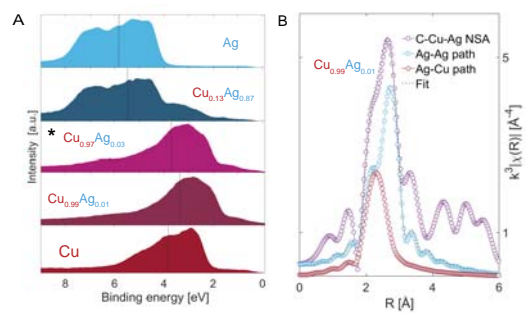 A
Ag
Cu0.13Ag0.87
* Cu0.97Ag0.03
Cu0.99Ag0.01
Cu
Intensity [a.u.]
8 6 4 2 0
Binding energy [eV]
B
C-Cu-Ag NSA
Ag-Ag path
Ag-Cu path
Fit
Cu0.99Ag0.01
5
1
k³|χ(R)| [Å⁻⁴]
0 2 4 6
R [Å]